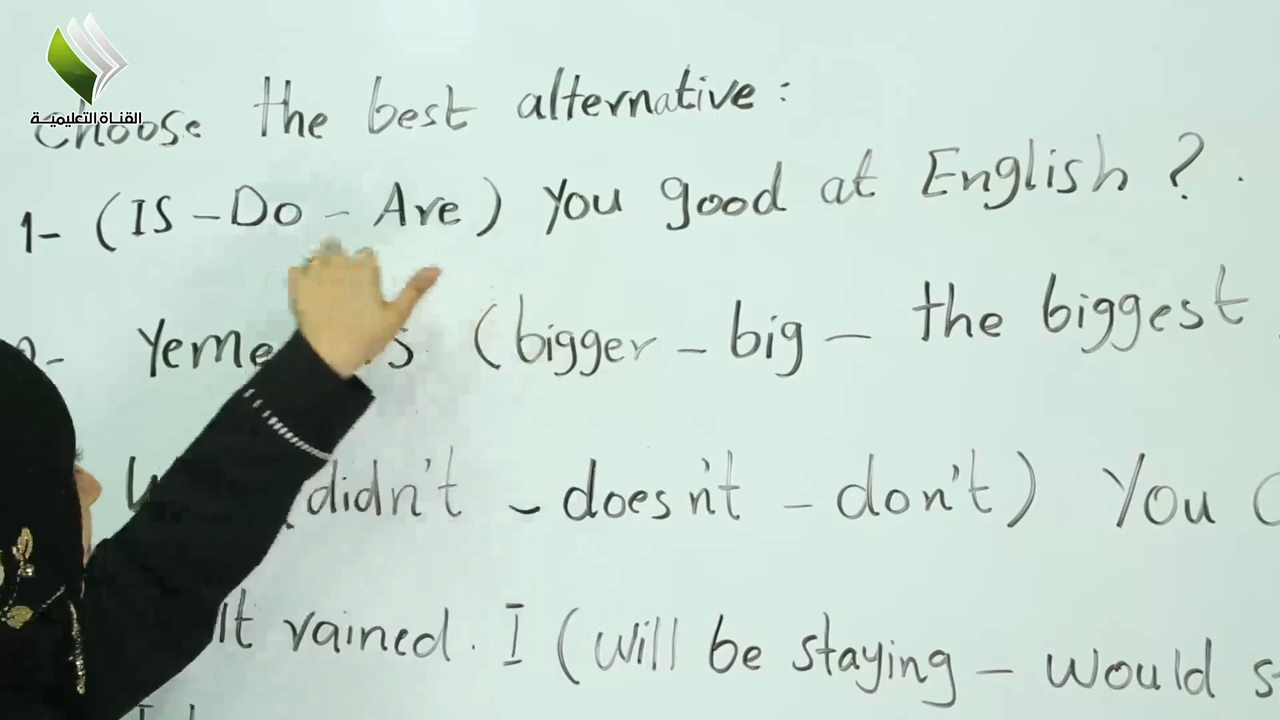 القناة التعليمية
Choose the best alternative:
1- (IS - Do - Are) You good at English ? .
(bigger - big - the biggest
didn't - doesn't - don't) You
It rained. I (will be staying - would